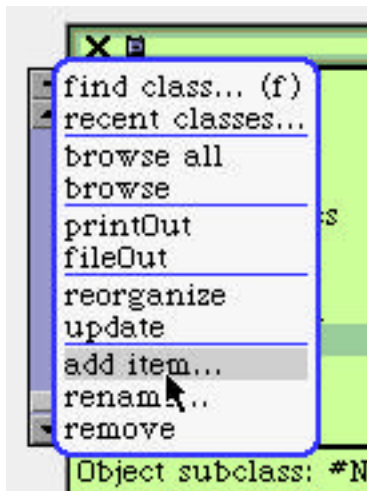 find class... (f)
recent classes...
browse all
browse
printOut
fileOut
reorganize
update
add item...
remove
Object subclass: #N